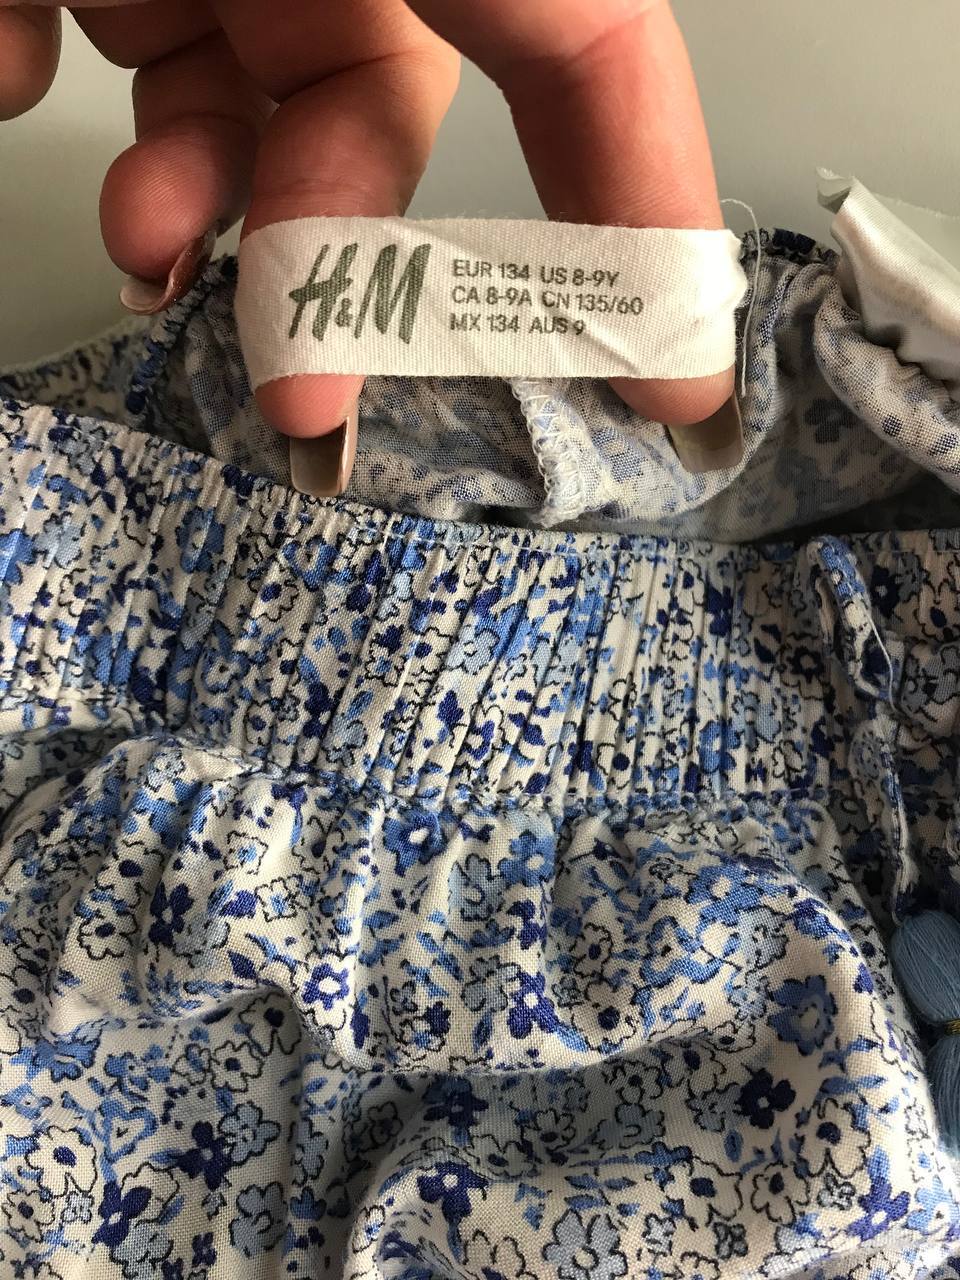 H&M
EUR 134 US 8-9Y
CA 8-9A CN 135/60
MX 134 AUS 9